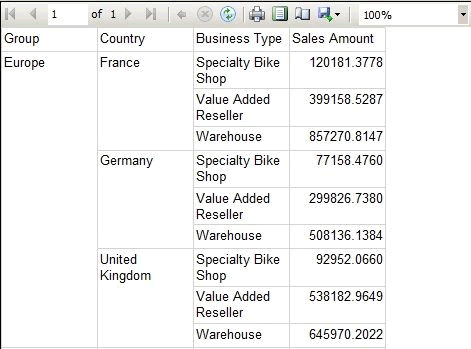 1 of 1 100%
Group Country Business Type Sales Amount
Europe France Specialty Bike 120181.3778
Shop
Value Added 399158.5287
Reseller
Warehouse 857270.8147
Germany Specialty Bike 77158.4760
Shop
Value Added 299826.7380
Reseller
Warehouse 508136.1384
United Specialty Bike 92952.0660
Kingdom Shop
Value Added 538182.9649
Reseller
Warehouse 645970.2022